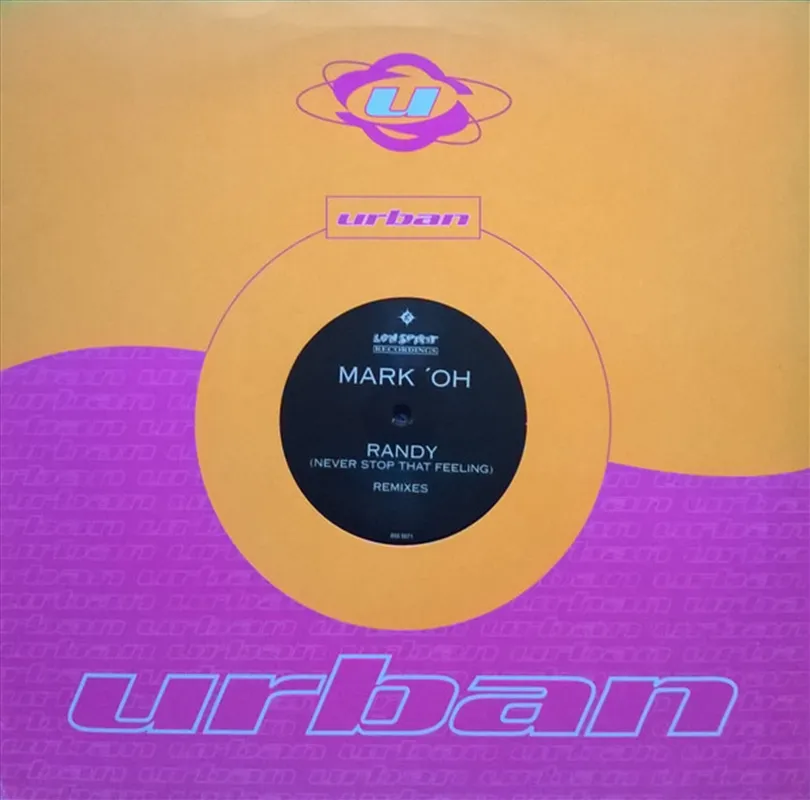 u
urban
LOW SPIRIT
RECORDINGS
MARK ´OH
RANDY
(NEVER STOP THAT FEELING)
REMIXES
urban